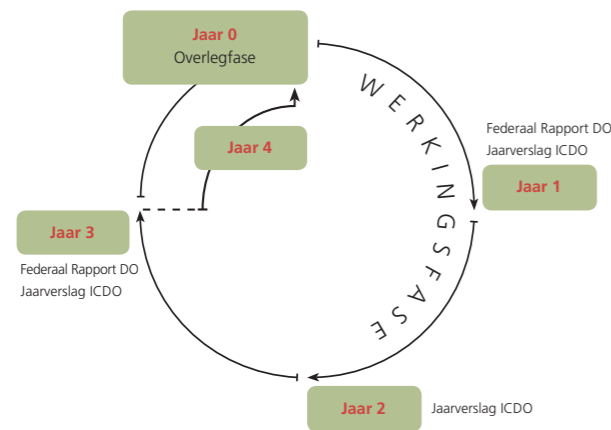 Jaar 0
Overlegfase
WERKINGSFASE
Jaar 4
Federaal Rapport DO
Jaarverslag ICDO
Jaar 1
Jaar 3
Federaal Rapport DO
Jaarverslag ICDO
Jaar 2
Jaarverslag ICDO